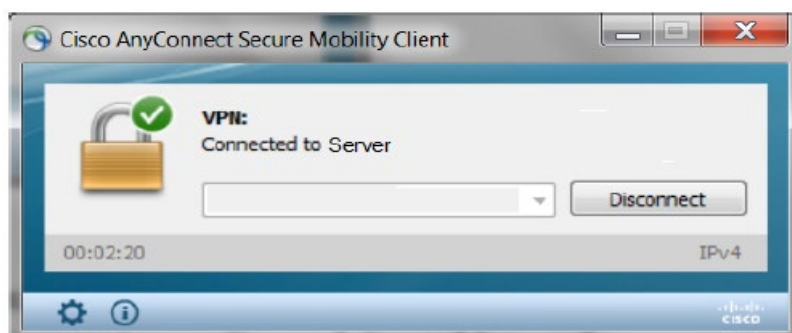 Cisco AnyConnect Secure Mobility Client
VPN:
Connected to Server
Disconnect
00:02:20
IPv4
CISCO